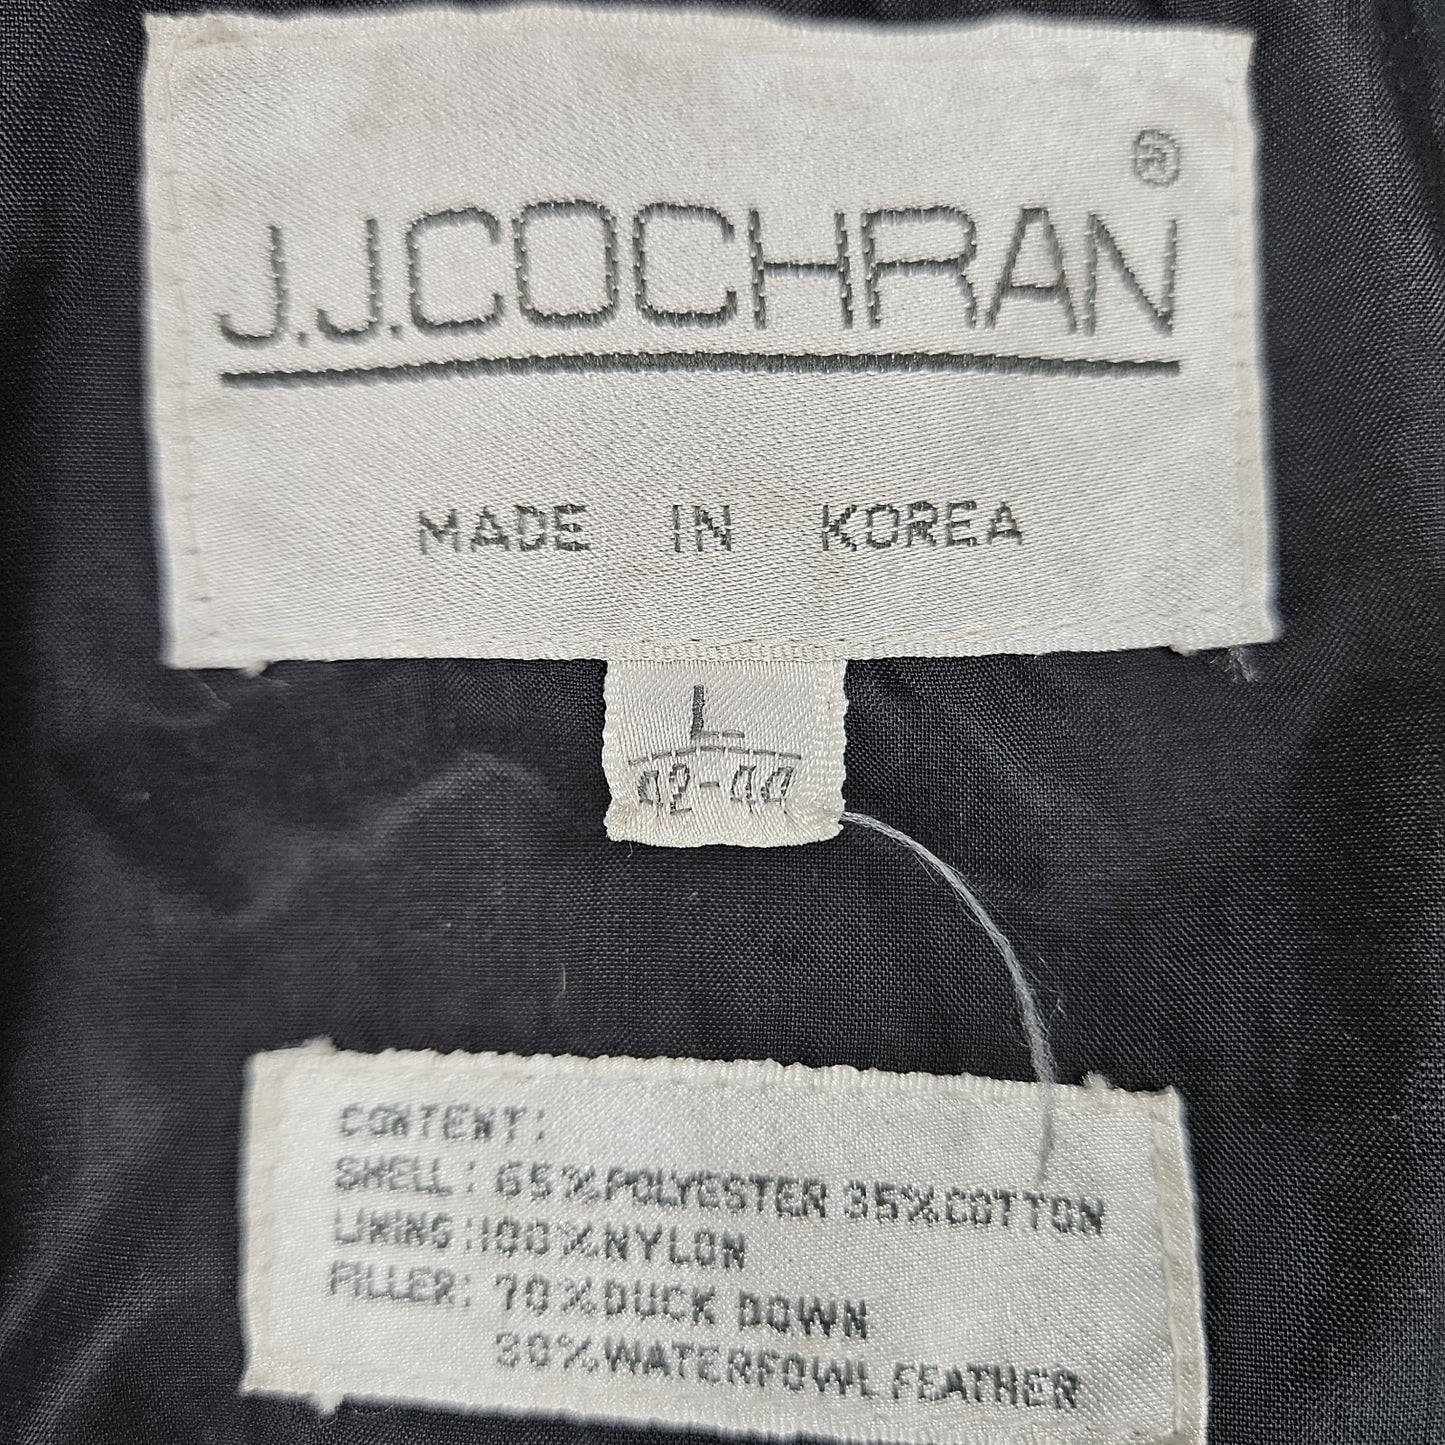 J.J.COCHRAN®
MADE IN KOREA
L
42-44
CONTENT:
SHELL: 65%POLYESTER 35%COTTON
LINING:100%NYLON
FILLER: 70%DUCK DOWN
30%WATERFOWL FEATHER